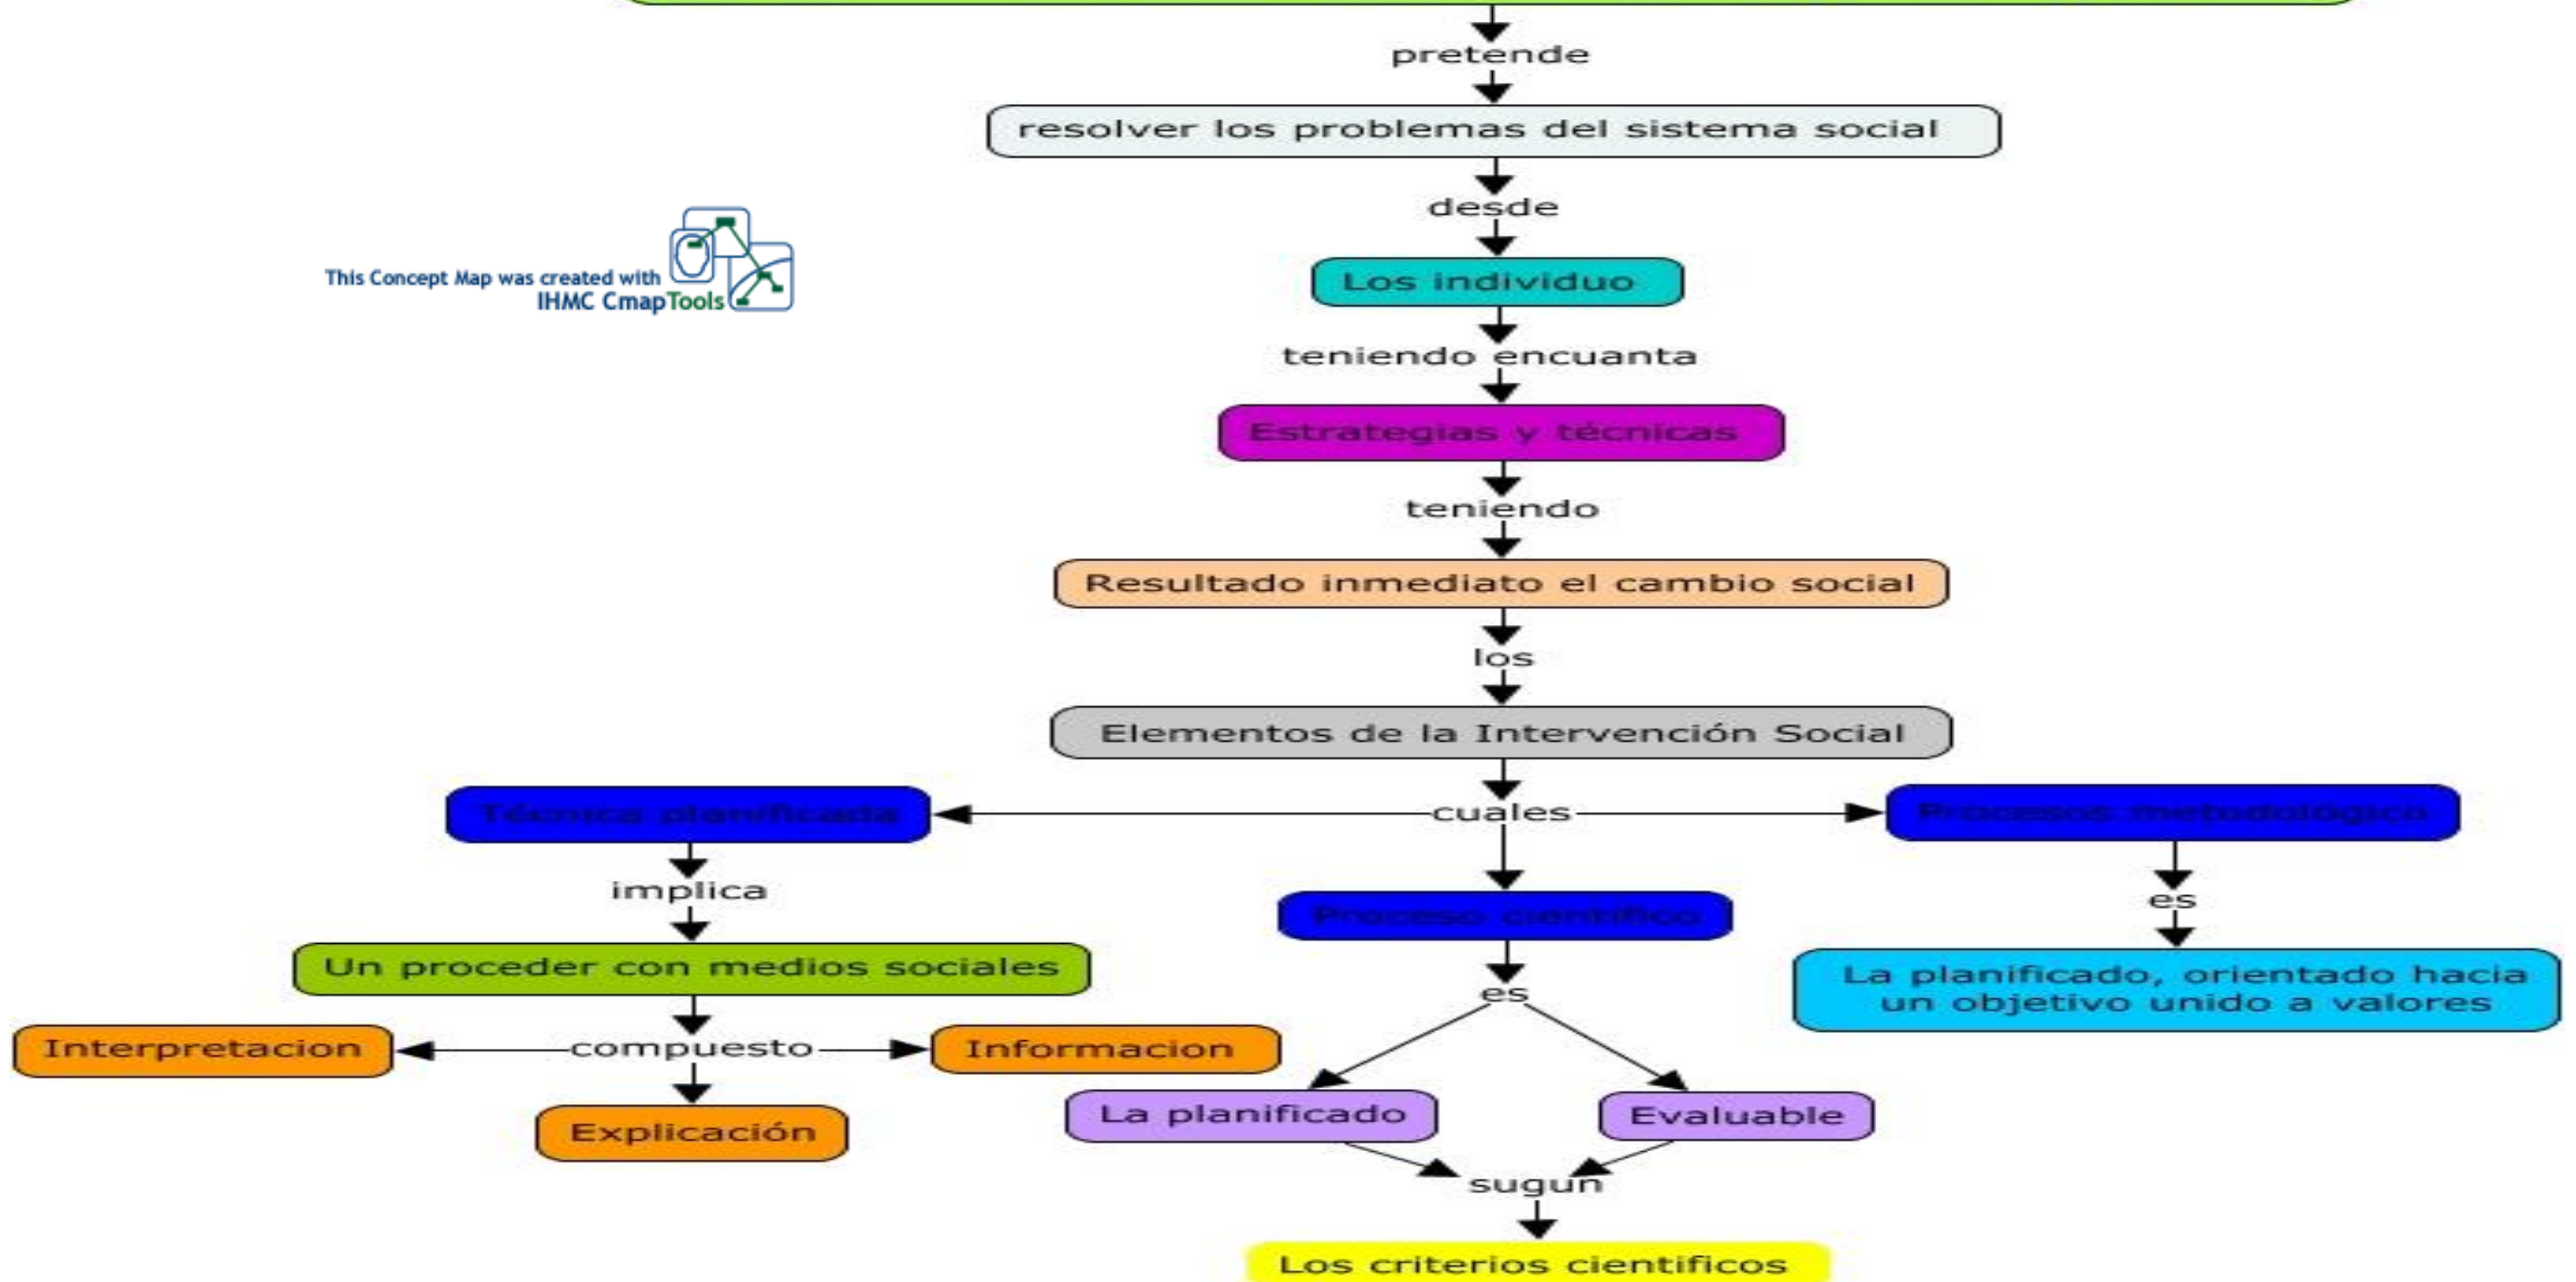 pretende
resolver los problemas del sistema social
desde
This Concept Map was created with
IHMC CmapTools
Los individuo
teniendo encuanta
Estrategias y técnicas
teniendo
Resultado inmediato el cambio social
los
Elementos de la Intervención Social
Técnica planificada
cuales
Procesos metodológico
implica
es
Proceso científico
Un proceder con medios sociales
La planificado, orientado hacia
un objetivo unido a valores
es
Interpretacion
compuesto
Informacion
La planificado
Evaluable
Explicación
sugun
Los criterios cientificos